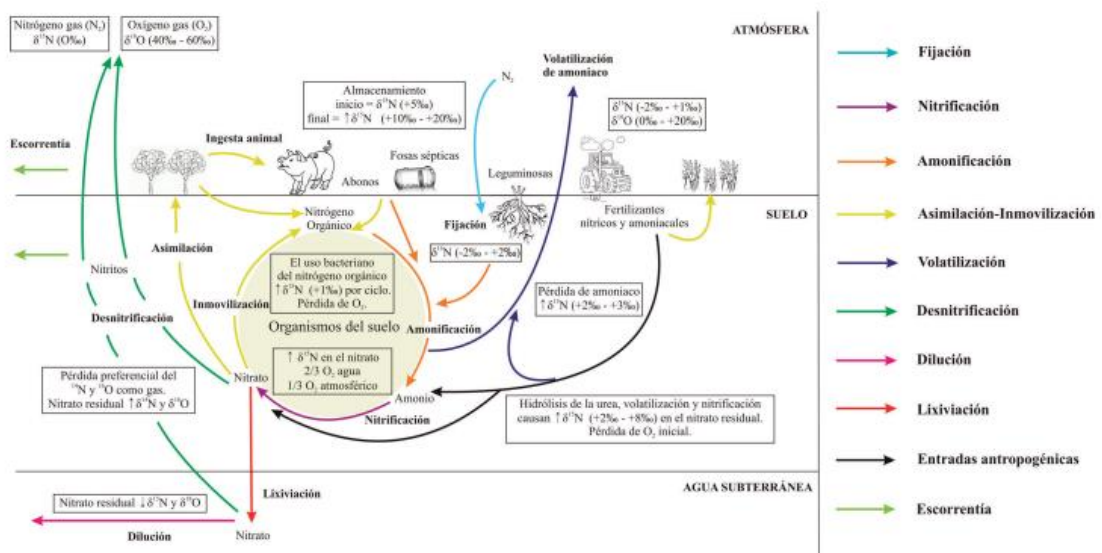 Nitrógeno gas (N₂)
δ¹⁵N (O‰)
Oxígeno gas (O₂)
δ¹⁸O (40‰ - 60‰)
ATMÓSFERA
Volatilización
de amoniaco
N₂
Almacenamiento
inicio = δ¹⁵N (+5‰)
final = ↑δ¹⁵N (+10‰ - +20‰)
δ¹⁵N (-2‰ - +1‰)
δ¹⁸O (0‰ - +20‰)
Escorrentía
Ingesta animal
Fosas sépticas
Abonos
Leguminosas
SUELO
Nitrógeno
Orgánico
Fertilizantes
nítricos y amoniacales
Asimilación
Fijación
δ¹⁵N (-2‰ - +2‰)
Nitritos
El uso bacteriano
del nitrógeno orgánico
↑δ¹⁵N (+1‰) por ciclo.
Pérdida de O₂.
Pérdida de amoniaco
↑δ¹⁵N (+2‰ - +3‰)
Inmovilización
Desnitrificación
Organismos del suelo
Amonificación
↑ δ¹⁵N en el nitrato
2/3 O₂ agua
1/3 O₂ atmosférico
Nitrato
Amonio
Pérdida preferencial del
¹⁴N y ¹⁶O como gas.
Nitrato residual ↑δ¹⁵N y δ¹⁸O
Nitrificación
Hidrólisis de la urea, volatilización y nitrificación
causan ↑δ¹⁵N (+2‰ - +8‰) en el nitrato residual.
Pérdida de O₂ inicial.
Lixiviación
AGUA SUBTERRÁNEA
Nitrato residual ↓δ¹⁵N y δ¹⁸O
Dilución
Nitrato
Fijación
Nitrificación
Amonificación
Asimilación-Inmovilización
Volatilización
Desnitrificación
Dilución
Lixiviación
Entradas antropogénicas
Escorrentía